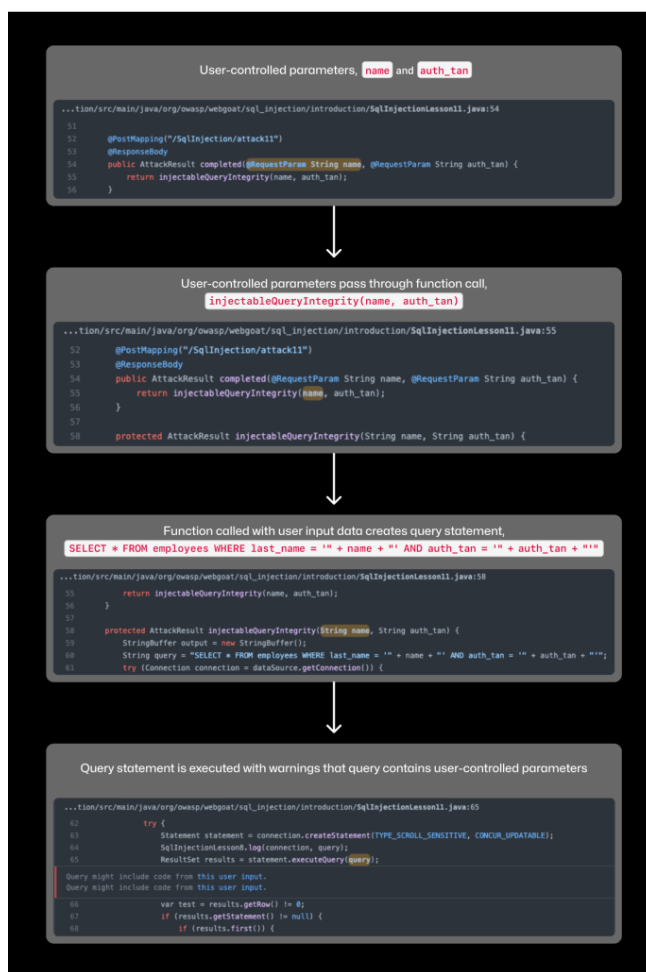 User-controlled parameters, name and auth_tan
...tion/src/main/java/org/owasp/webgoat/sql_injection/introduction/SqlInjectionLesson11.java:54
51
52 @PostMapping("/SqlInjection/attack11")
53 @ResponseBody
54 public AttackResult completed(@RequestParam String name, @RequestParam String auth_tan) {
55 return injectableQueryIntegrity(name, auth_tan);
56 }
User-controlled parameters pass through function call,
injectableQueryIntegrity(name, auth_tan)
...tion/src/main/java/org/owasp/webgoat/sql_injection/introduction/SqlInjectionLesson11.java:55
52 @PostMapping("/SqlInjection/attack11")
53 @ResponseBody
54 public AttackResult completed(@RequestParam String name, @RequestParam String auth_tan) {
55 return injectableQueryIntegrity(name, auth_tan);
56 }
57
58 protected AttackResult injectableQueryIntegrity(String name, String auth_tan) {
Function called with user input data creates query statement,
SELECT * FROM employees WHERE last_name = '" + name + "' AND auth_tan = '" + auth_tan + "'"
...tion/src/main/java/org/owasp/webgoat/sql_injection/introduction/SqlInjectionLesson11.java:58
55 return injectableQueryIntegrity(name, auth_tan);
56 }
57
58 protected AttackResult injectableQueryIntegrity(String name, String auth_tan) {
59 StringBuffer output = new StringBuffer();
60 String query = "SELECT * FROM employees WHERE last_name = '" + name + "' AND auth_tan = '" + auth_tan + "'";
61 try (Connection connection = dataSource.getConnection()) {
Query statement is executed with warnings that query contains user-controlled parameters
...tion/src/main/java/org/owasp/webgoat/sql_injection/introduction/SqlInjectionLesson11.java:65
62 try {
63 Statement statement = connection.createStatement(TYPE_SCROLL_SENSITIVE, CONCUR_UPDATABLE);
64 SqlInjectionLesson8.log(connection, query);
65 ResultSet results = statement.executeQuery(query);
Query might include code from this user input.
Query might include code from this user input.
66 var test = results.getRow() != 0;
67 if (results.getStatement() != null) {
68 if (results.first()) {